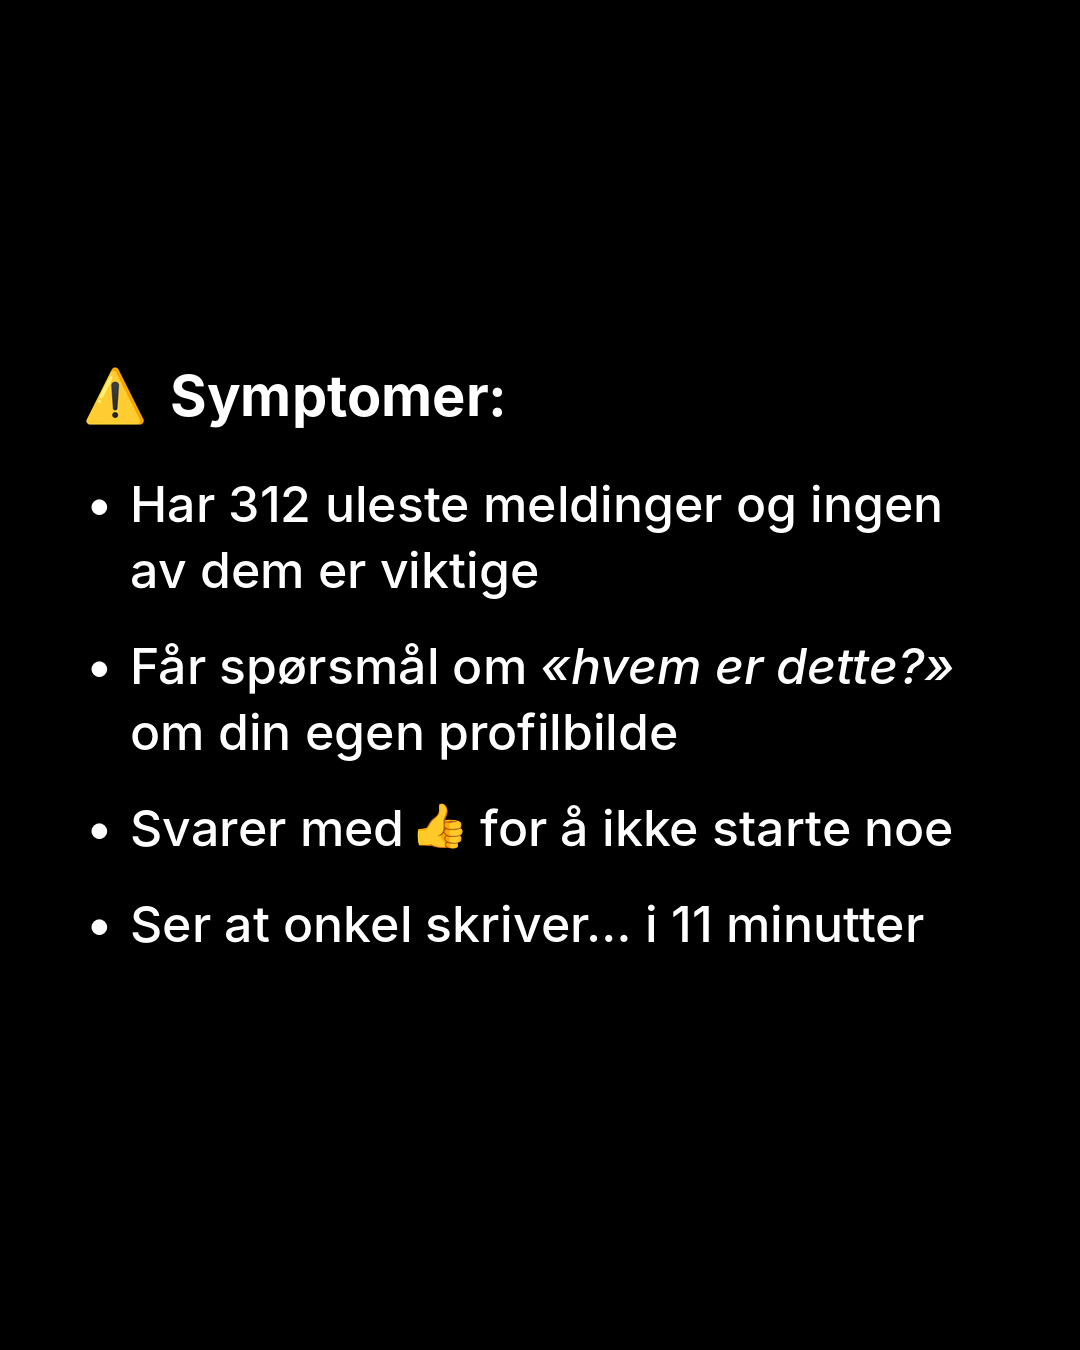 ⚠️ Symptomer:
• Har 312 uleste meldinger og ingen
av dem er viktige
• Får spørsmål om «hvem er dette?»
om din egen profilbilde
• Svarer med 👍 for å ikke starte noe
• Ser at onkel skriver... i 11 minutter